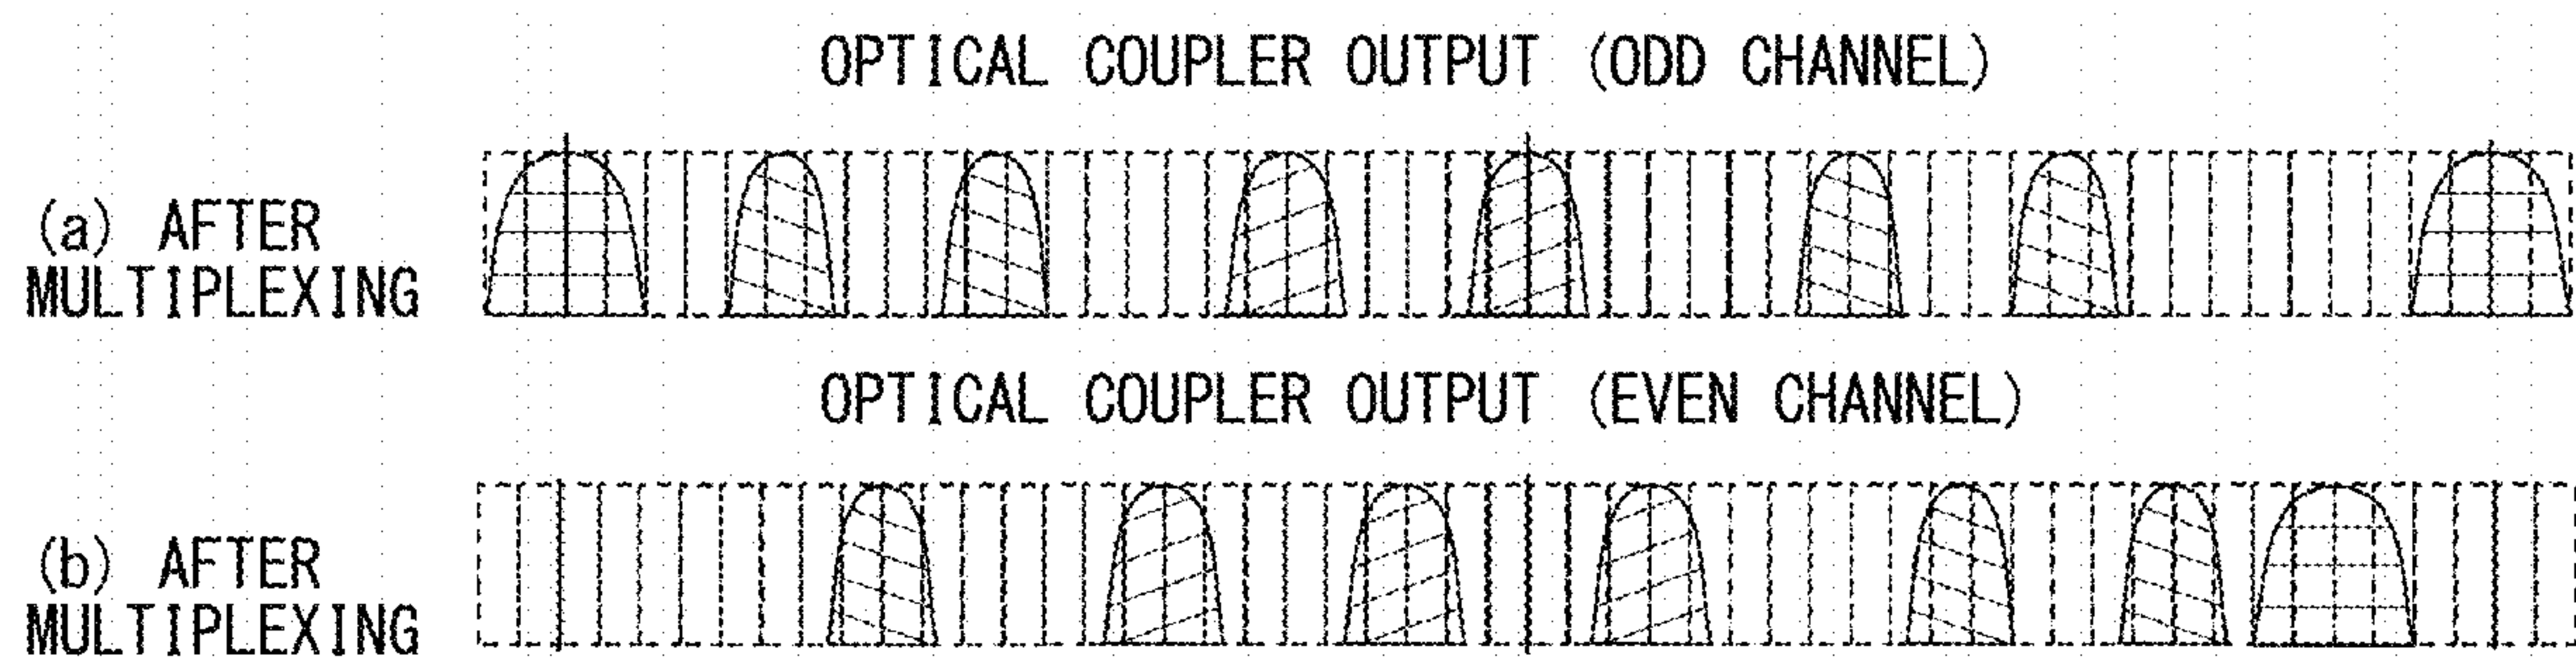 OPTICAL COUPLER OUTPUT (ODD CHANNEL)
(a) AFTER
MULTIPLEXING
OPTICAL COUPLER OUTPUT (EVEN CHANNEL)
(b) AFTER
MULTIPLEXING